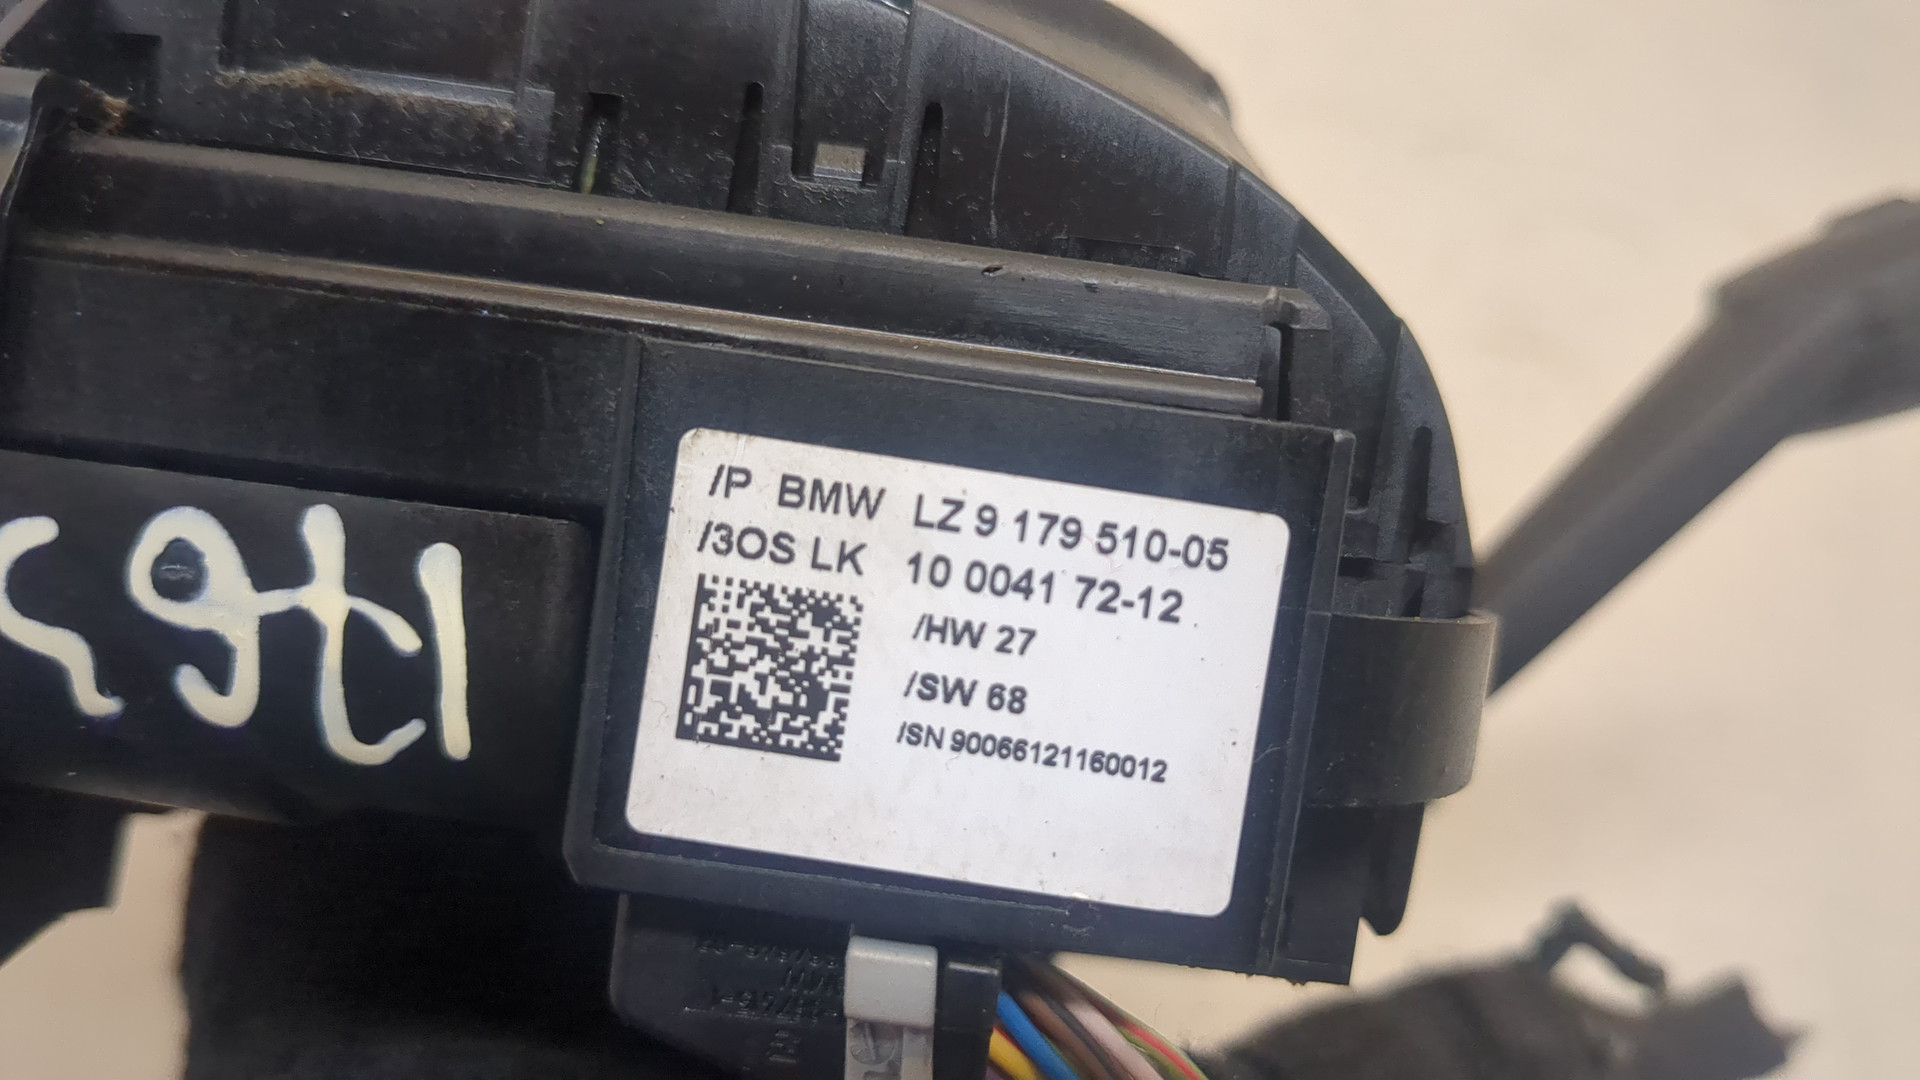 /P BMW LZ 9 179 510-05
/3OS LK 10 0041 72-12
/HW 27
/SW 68
/SN 90066121160012